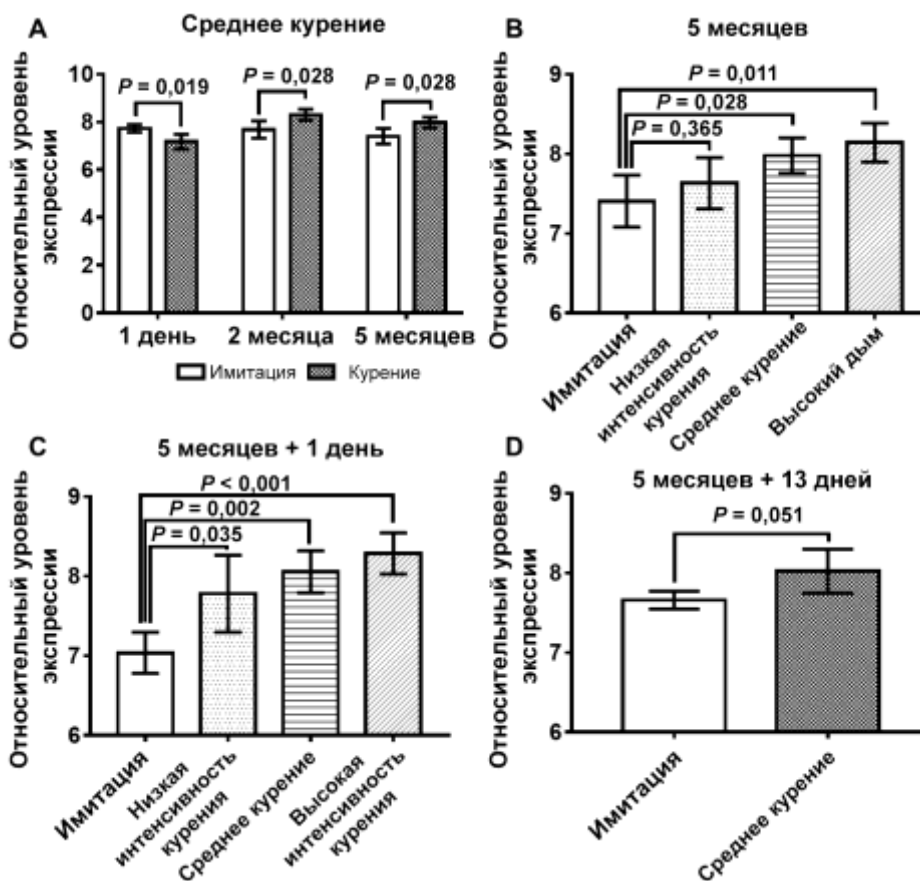 A
Среднее курение
Относительный уровень
экспрессии
10
8
6
4
2
0
P = 0,019
P = 0,028
P = 0,028
1 день
2 месяца
5 месяцев
Имитация
Курение
B
5 месяцев
Относительный уровень
экспрессии
9
8
7
6
P = 0,011
P = 0,028
P = 0,365
Имитация
Низкая
интенсивность
курения
Среднее курение
Высокий дым
C
5 месяцев + 1 день
Относительный уровень
экспрессии
9
8
7
6
P < 0,001
P = 0,002
P = 0,035
Имитация
Низкая
интенсивность
курения
Среднее курение
Высокая
интенсивность
курения
D
5 месяцев + 13 дней
Относительный уровень
экспрессии
9
8
7
6
P = 0,051
Имитация
Среднее курение